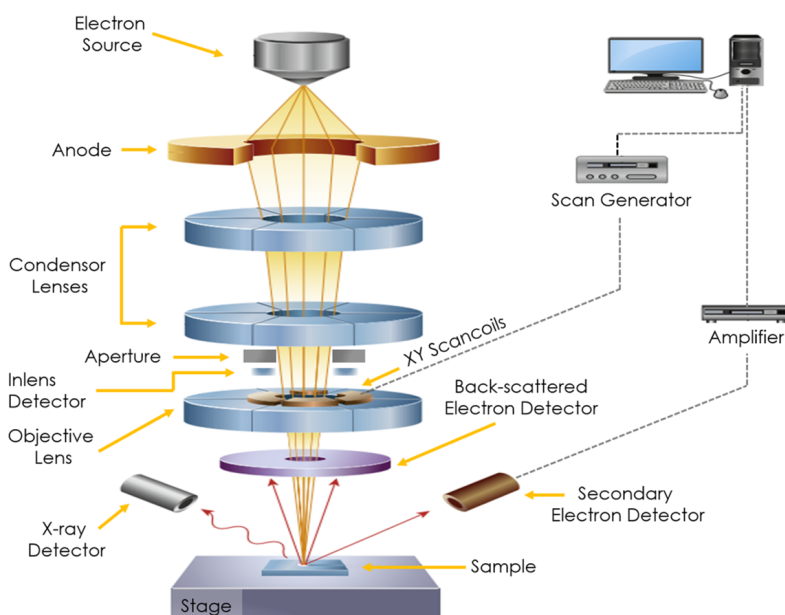 Electron
Source
Anode
Scan Generator
Condensor
Lenses
Amplifier
XY Scancoils
Aperture
Inlens
Detector
Back-scattered
Electron Detector
Objective
Lens
X-ray
Detector
Secondary
Electron Detector
Sample
Stage